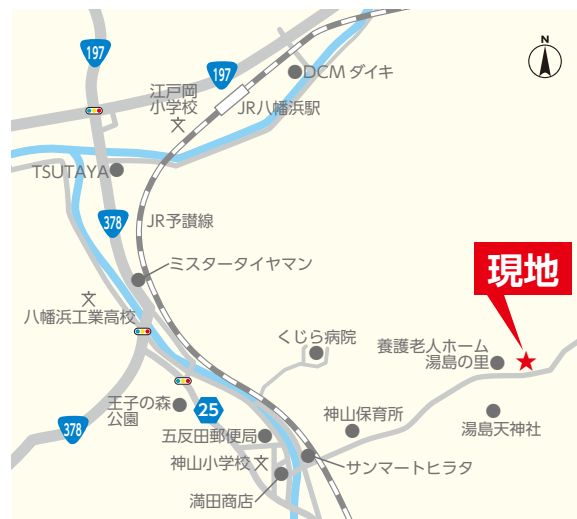 197
197
N
DCMダイキ
江戸岡
小学校
JR八幡浜駅
TSUTAYA
378
JR予讃線
ミスタータイヤマン
現地
八幡浜工業高校
くじら病院
養護老人ホーム
湯島の里
王子の森
公園
25
378
五反田郵便局
神山保育所
湯島天神社
神山小学校
サンマートヒラタ
満田商店